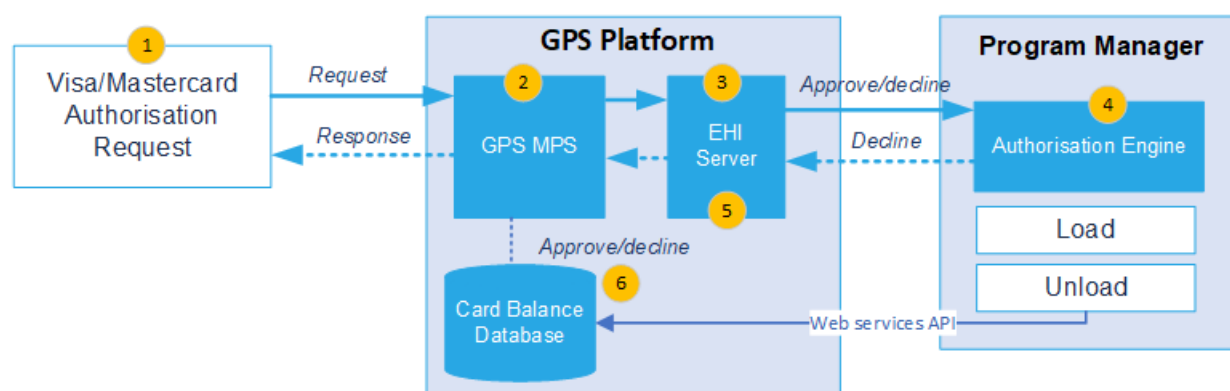 GPS Platform
Program Manager
1
Visa/Mastercard
Authorisation
Request
Request
Response
2
GPS MPS
3
EHI
Server
5
Approve/decline
Decline
4
Authorisation Engine
Load
Unload
Approve/decline
6
Card Balance
Database
Web services API